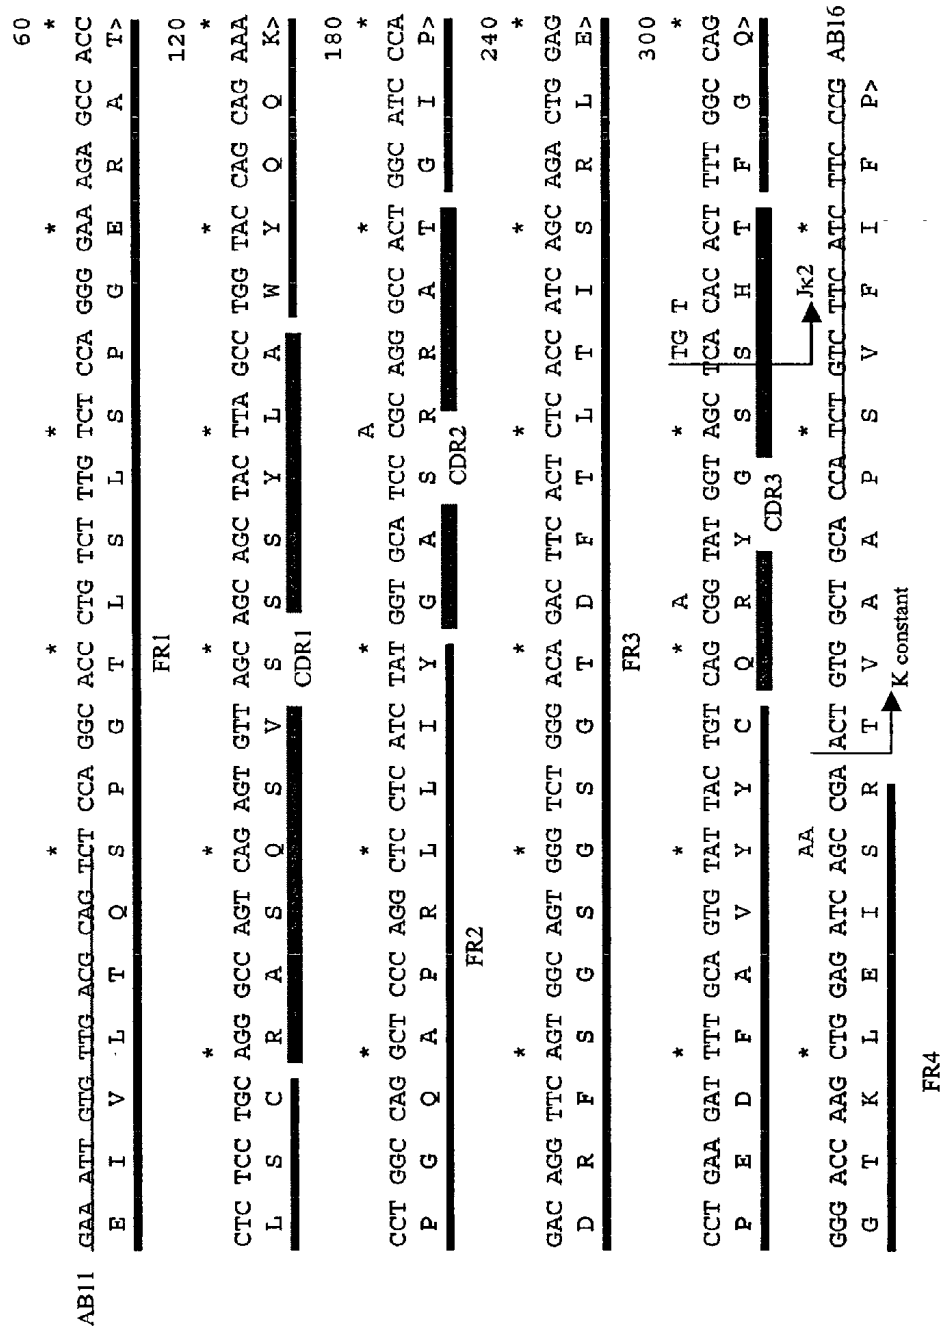 60
* * * * * *
AB11 GAA ATT GTG TTG ACG CAG TCT CCA GGC ACC CTG TCT TTG TCT CCA GGG GAA AGA GCC ACC
E I V L T Q S P G T L S L S P G E R A T>
FR1
120
* * * * * *
CTC TCC TGC AGG GCC AGT CAG AGT GTT AGC AGC AGC TAC TTA GCC TGG TAC CAG CAG AAA
L S C R A S Q S V S S S Y L A W Y Q Q K>
CDR1
180
* * * A * *
CCT GGC CAG GCT CCC AGG CTC CTC ATC TAT GGT GCA TCC CGC AGG GCC ACT GGC ATC CCA
P G Q A P R L L I Y G A S R R A T G I P>
FR2 CDR2
240
* * * * * *
GAC AGG TTC AGT GGC AGT GGG TCT GGG ACA GAC TTC ACT CTC ACC ATC AGC AGA CTG GAG
D R F S G S G S G T D F T L T I S R L E>
FR3
300
* * * A * TG T *
CCT GAA GAT TTT GCA GTG TAT TAC TGT CAG CGG TAT GGT AGC TCA CAC ACT TTT GGC CAG
P E D F A V Y Y C Q R Y G S S H T F G Q>
CDR3
* AA * *
Jκ2
GGG ACC AAG CTG GAG ATC AGC CGA ACT GTG GCT GCA CCA TCT GTC TTC ATC TTC CCG AB16
G T K L E I S R T V A A P S V F I F P>
K constant
FR4